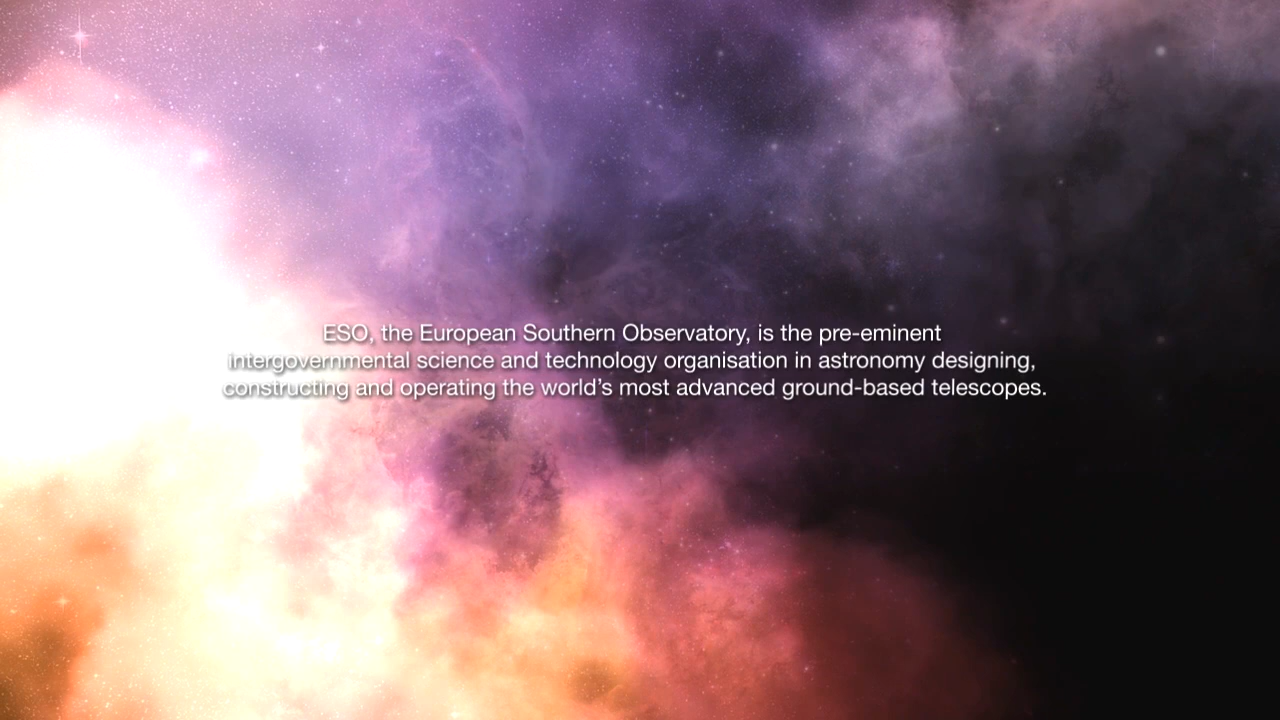 ESO, the European Southern Observatory, is the pre-eminent
intergovernmental science and technology organisation in astronomy designing,
constructing and operating the world’s most advanced ground-based telescopes.